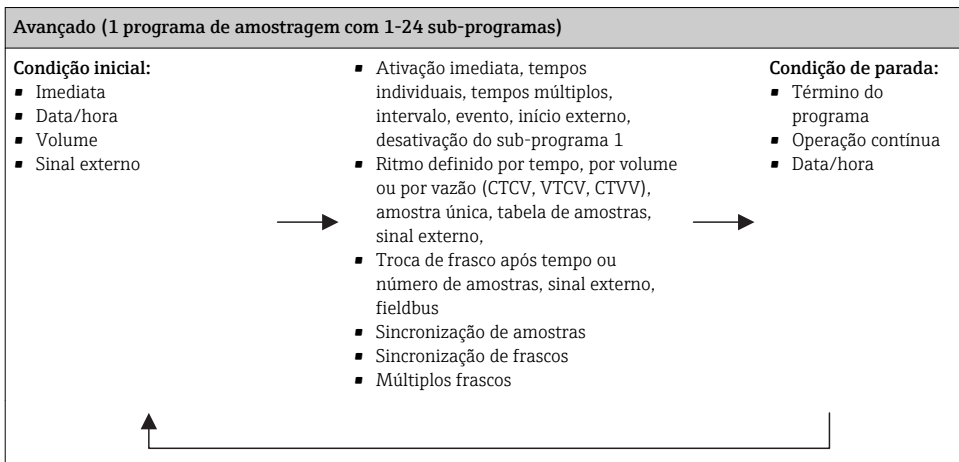 Avançado (1 programa de amostragem com 1-24 sub-programas)
Condição inicial:
▪ Imediata
▪ Data/hora
▪ Volume
▪ Sinal externo
▪ Ativação imediata, tempos
individuais, tempos múltiplos,
intervalo, evento, início externo,
desativação do sub-programa 1
▪ Ritmo definido por tempo, por volume
ou por vazão (CTCV, VTCV, CTVV),
amostra única, tabela de amostras,
sinal externo,
▪ Troca de frasco após tempo ou
número de amostras, sinal externo,
fieldbus
▪ Sincronização de amostras
▪ Sincronização de frascos
▪ Múltiplos frascos
Condição de parada:
▪ Término do
programa
▪ Operação contínua
▪ Data/hora